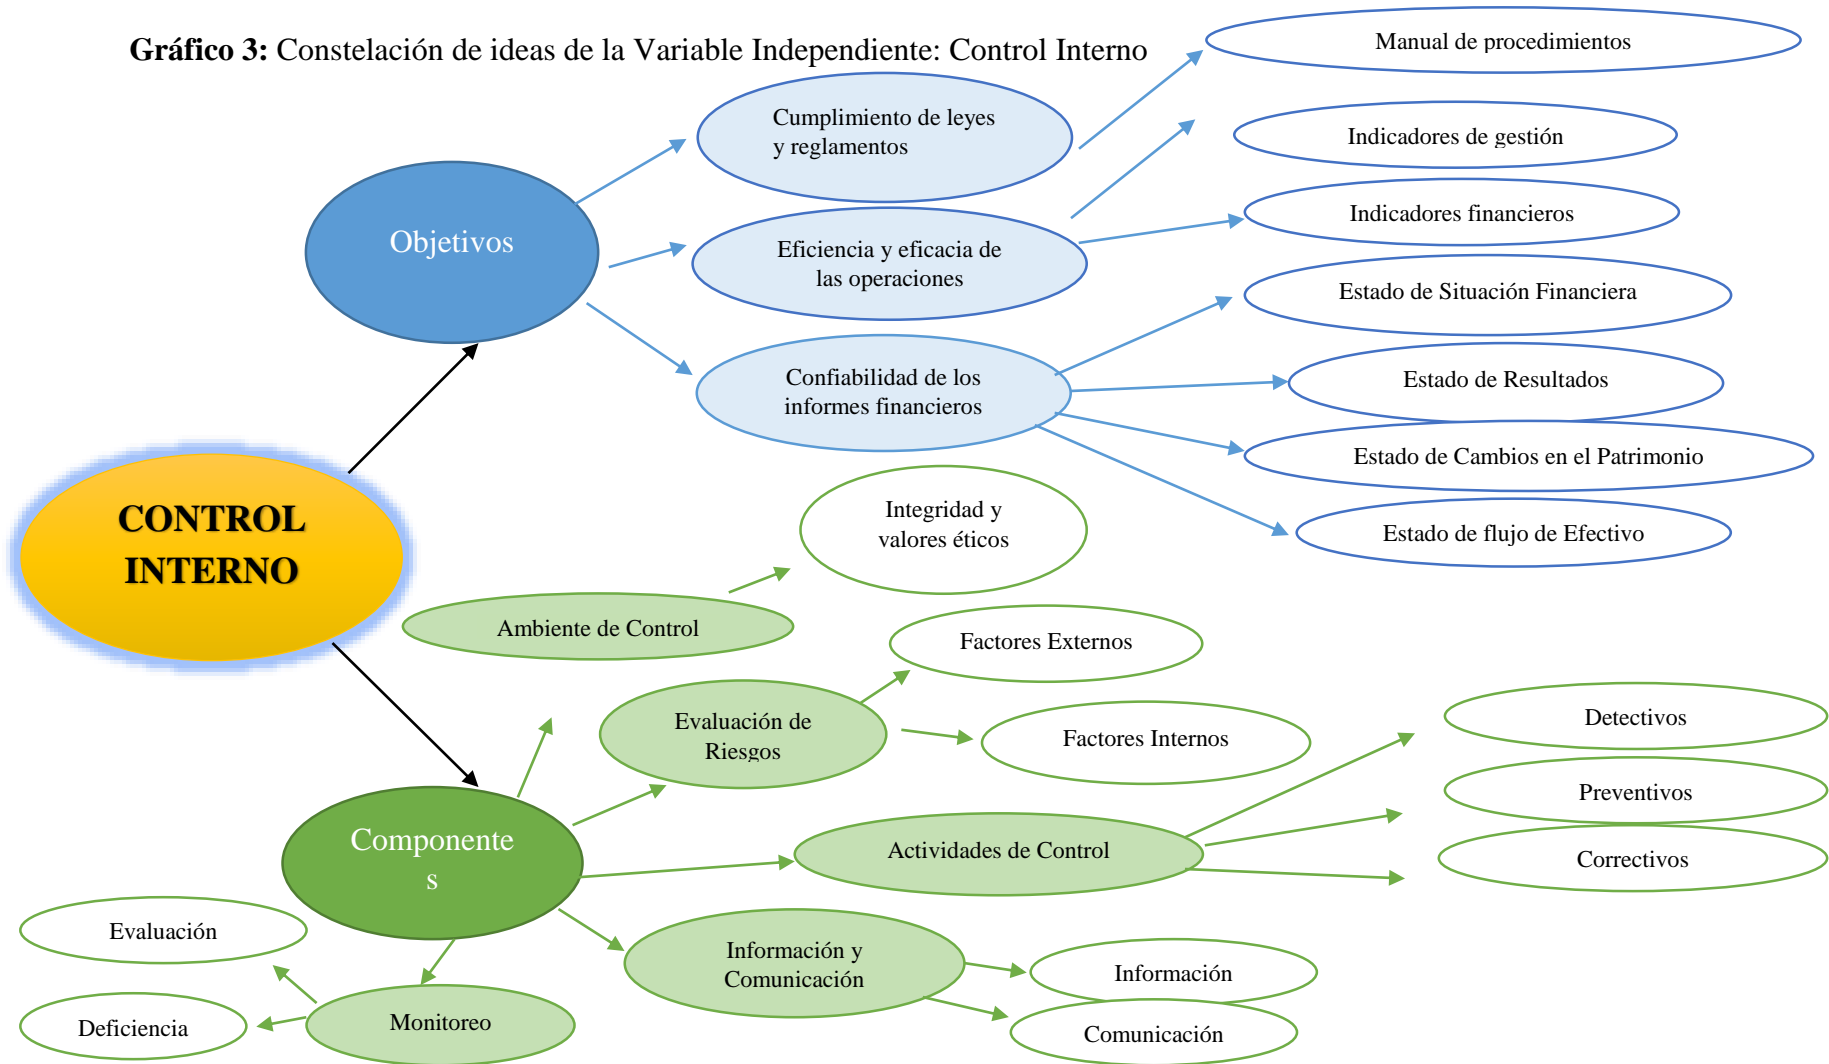 Gráfico 3: Constelación de ideas de la Variable Independiente: Control Interno
Manual de procedimientos
Cumplimiento de leyes
y reglamentos
Indicadores de gestión
Objetivos
Indicadores financieros
Eficiencia y eficacia de
las operaciones
Estado de Situación Financiera
Confiabilidad de los
informes financieros
Estado de Resultados
Estado de Cambios en el Patrimonio
Estado de flujo de Efectivo
CONTROL
INTERNO
Integridad y
valores éticos
Ambiente de Control
Factores Externos
Evaluación de
Riesgos
Factores Internos
Detectivos
Preventivos
Correctivos
Componente
s
Actividades de Control
Evaluación
Información y
Comunicación
Información
Comunicación
Deficiencia
Monitoreo